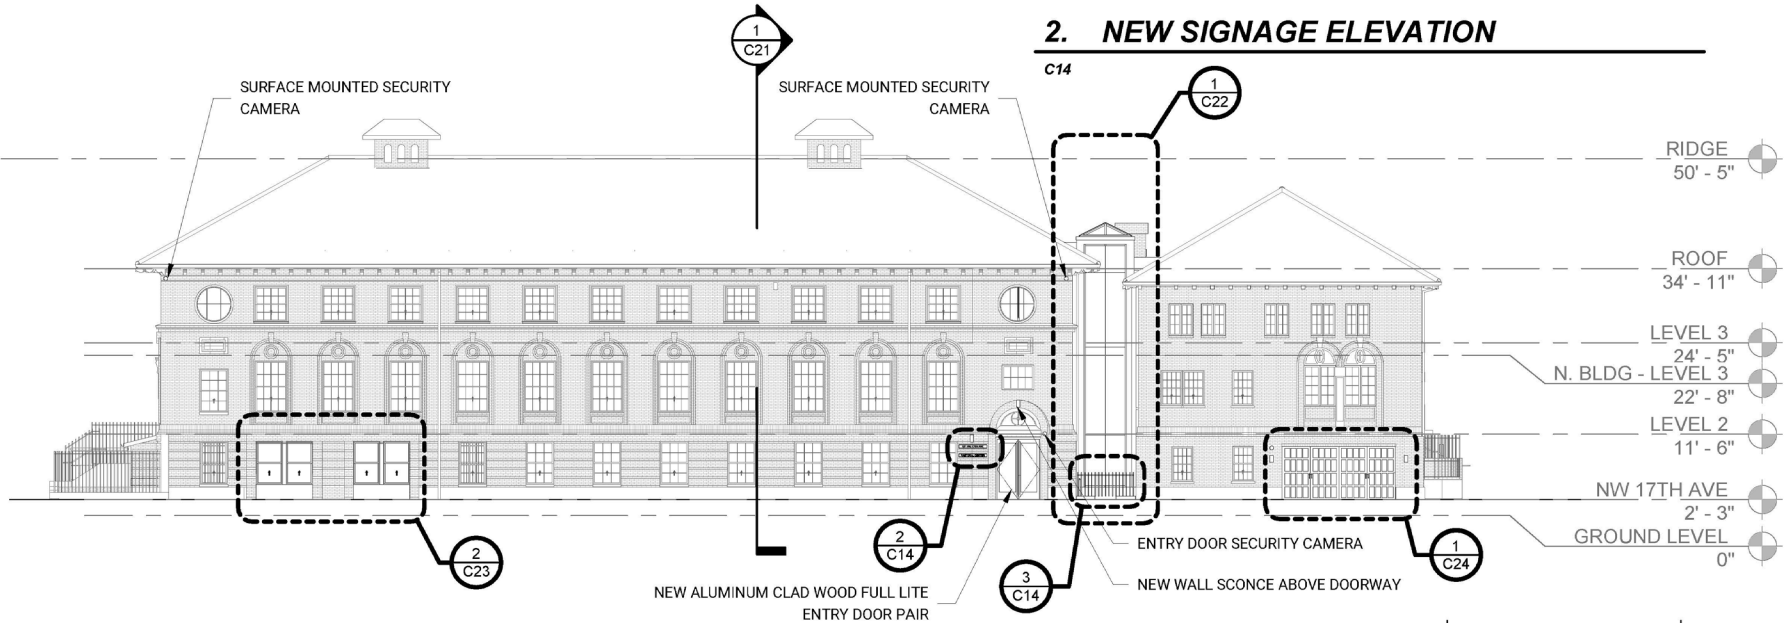 1
C21
2. NEW SIGNAGE ELEVATION
C14
SURFACE MOUNTED SECURITY
CAMERA
SURFACE MOUNTED SECURITY
CAMERA
1
C22
RIDGE
50' - 5"
ROOF
34' - 11"
LEVEL 3
24' - 5"
N. BLDG - LEVEL 3
22' - 8"
LEVEL 2
11' - 6"
NW 17TH AVE
2' - 3"
GROUND LEVEL
0"
2
C23
2
C14
3
C14
1
C24
ENTRY DOOR SECURITY CAMERA
NEW WALL SCONCE ABOVE DOORWAY
NEW ALUMINUM CLAD WOOD FULL LITE
ENTRY DOOR PAIR